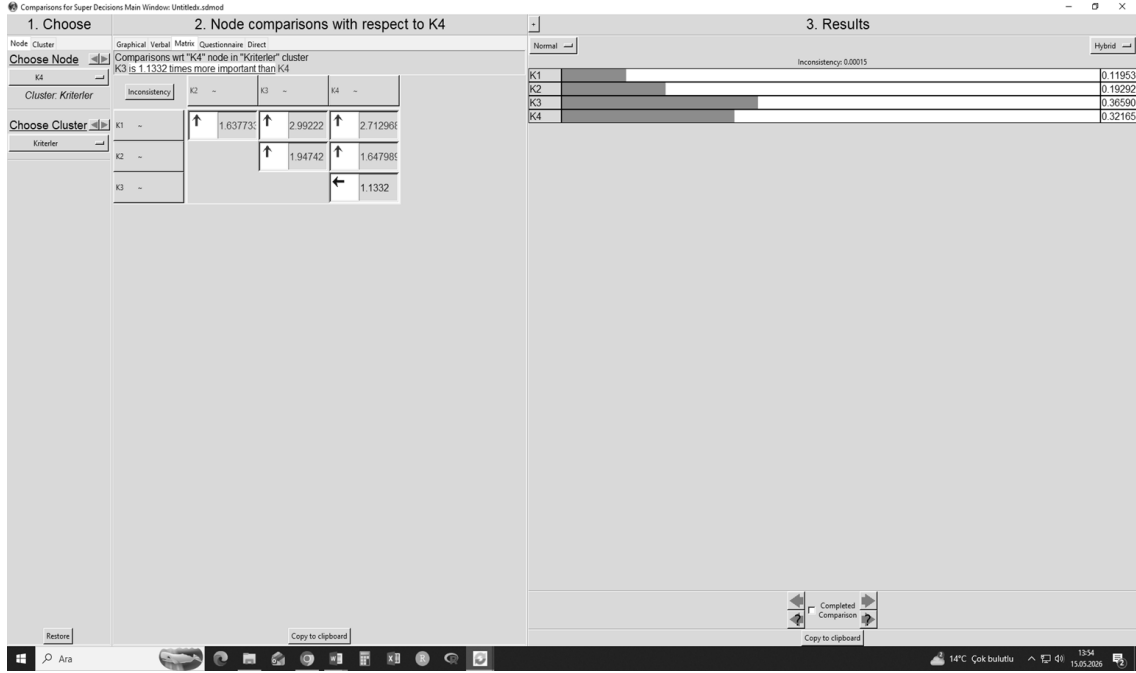 Comparisons for Super Decisions Main Window: Untitledx.sdmod
1. Choose
Node Cluster
Choose Node
K4
Cluster: Kriterler
Choose Cluster
Kriterler
Restore
2. Node comparisons with respect to K4
Graphical Verbal Matrix Questionnaire Direct
Comparisons wrt "K4" node in "Kriterler" cluster
K3 is 1.1332 times more important than K4
Inconsistency K2 ~ K3 ~ K4 ~
K1 ~ 1.637733 2.99222 2.712968
K2 ~ 1.94742 1.647989
K3 ~ 1.1332
Copy to clipboard
+
3. Results
Normal Hybrid
Inconsistency: 0.00015
K1 0.11953
K2 0.19292
K3 0.36590
K4 0.32165
Completed
Comparison
Copy to clipboard
Ara
14°C Çok bulutlu
13:54
15.05.2026
2